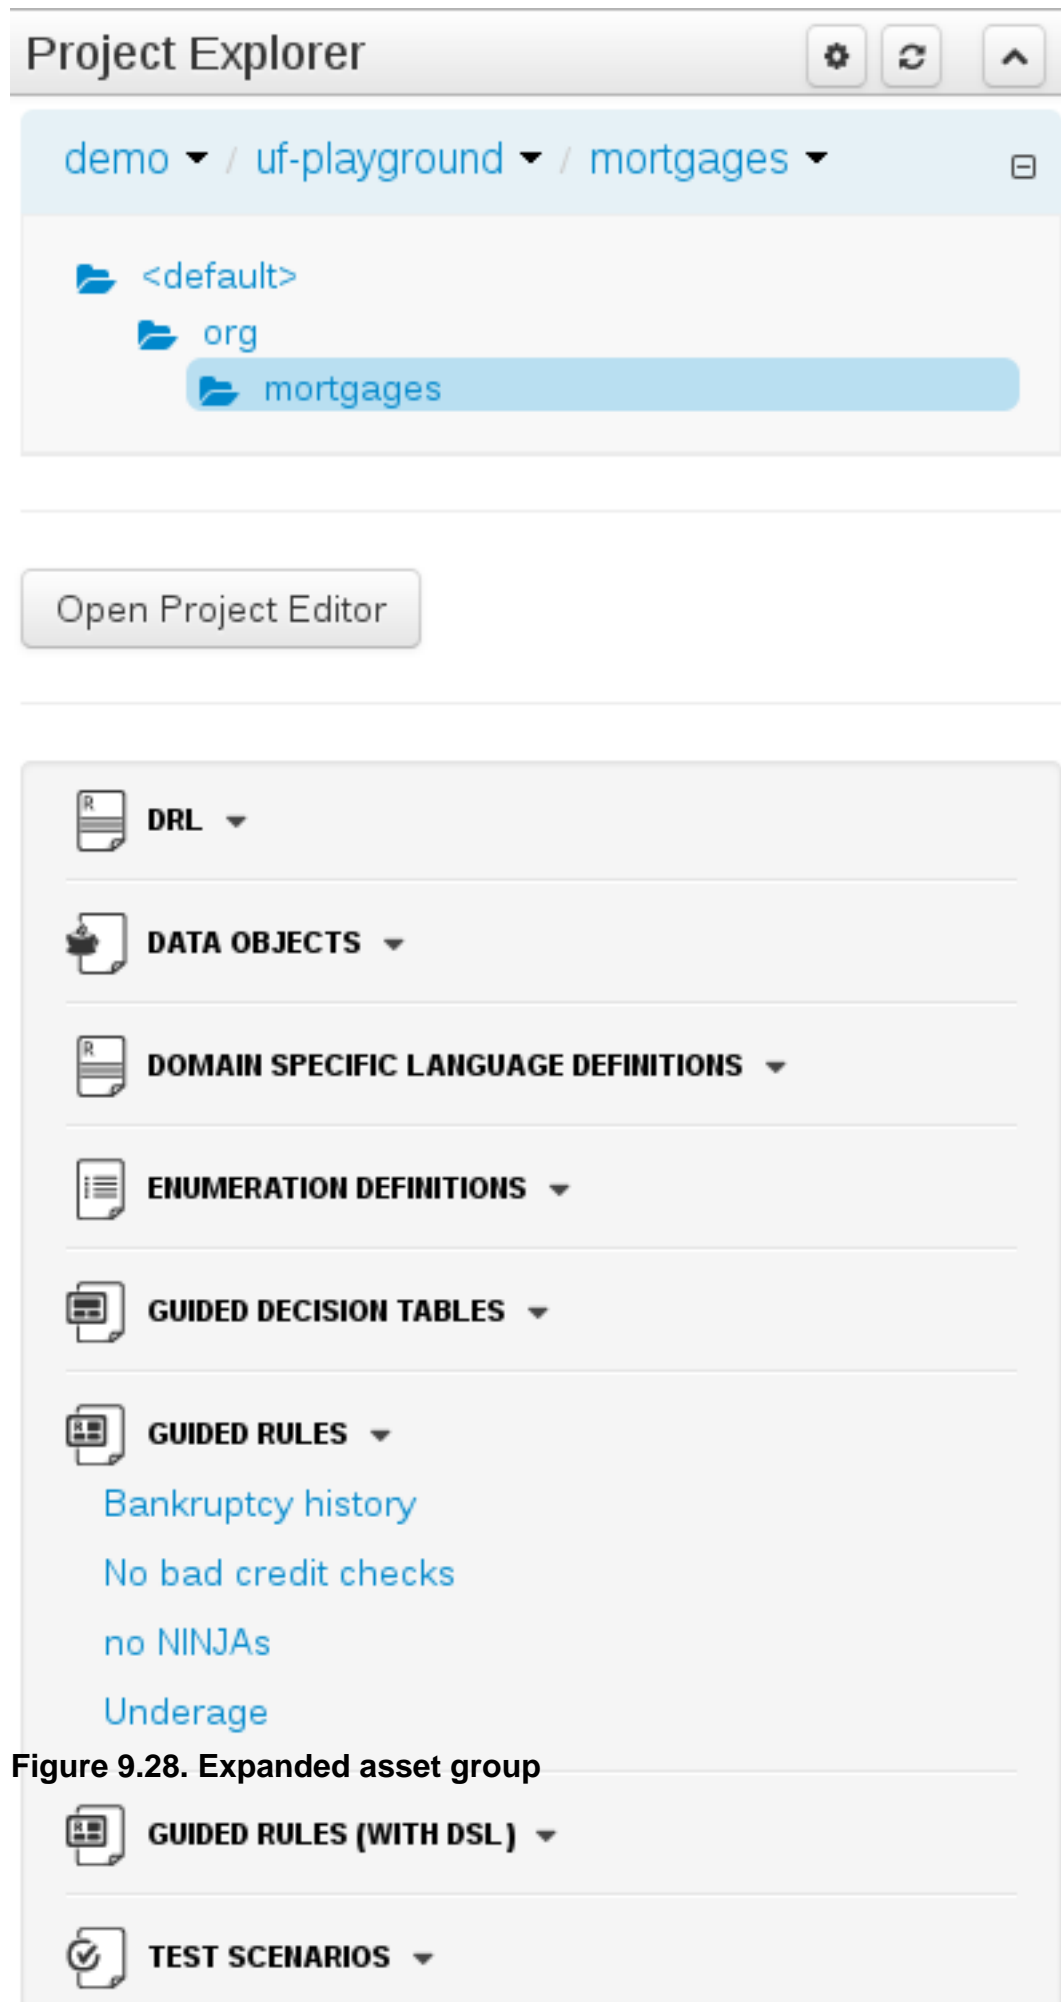 Project Explorer
demo / uf-playground / mortgages
<default>
org
mortgages
Open Project Editor
DRL
DATA OBJECTS
DOMAIN SPECIFIC LANGUAGE DEFINITIONS
ENUMERATION DEFINITIONS
GUIDED DECISION TABLES
GUIDED RULES
Bankruptcy history
No bad credit checks
no NINJAs
Underage
Figure 9.28. Expanded asset group
GUIDED RULES (WITH DSL)
TEST SCENARIOS